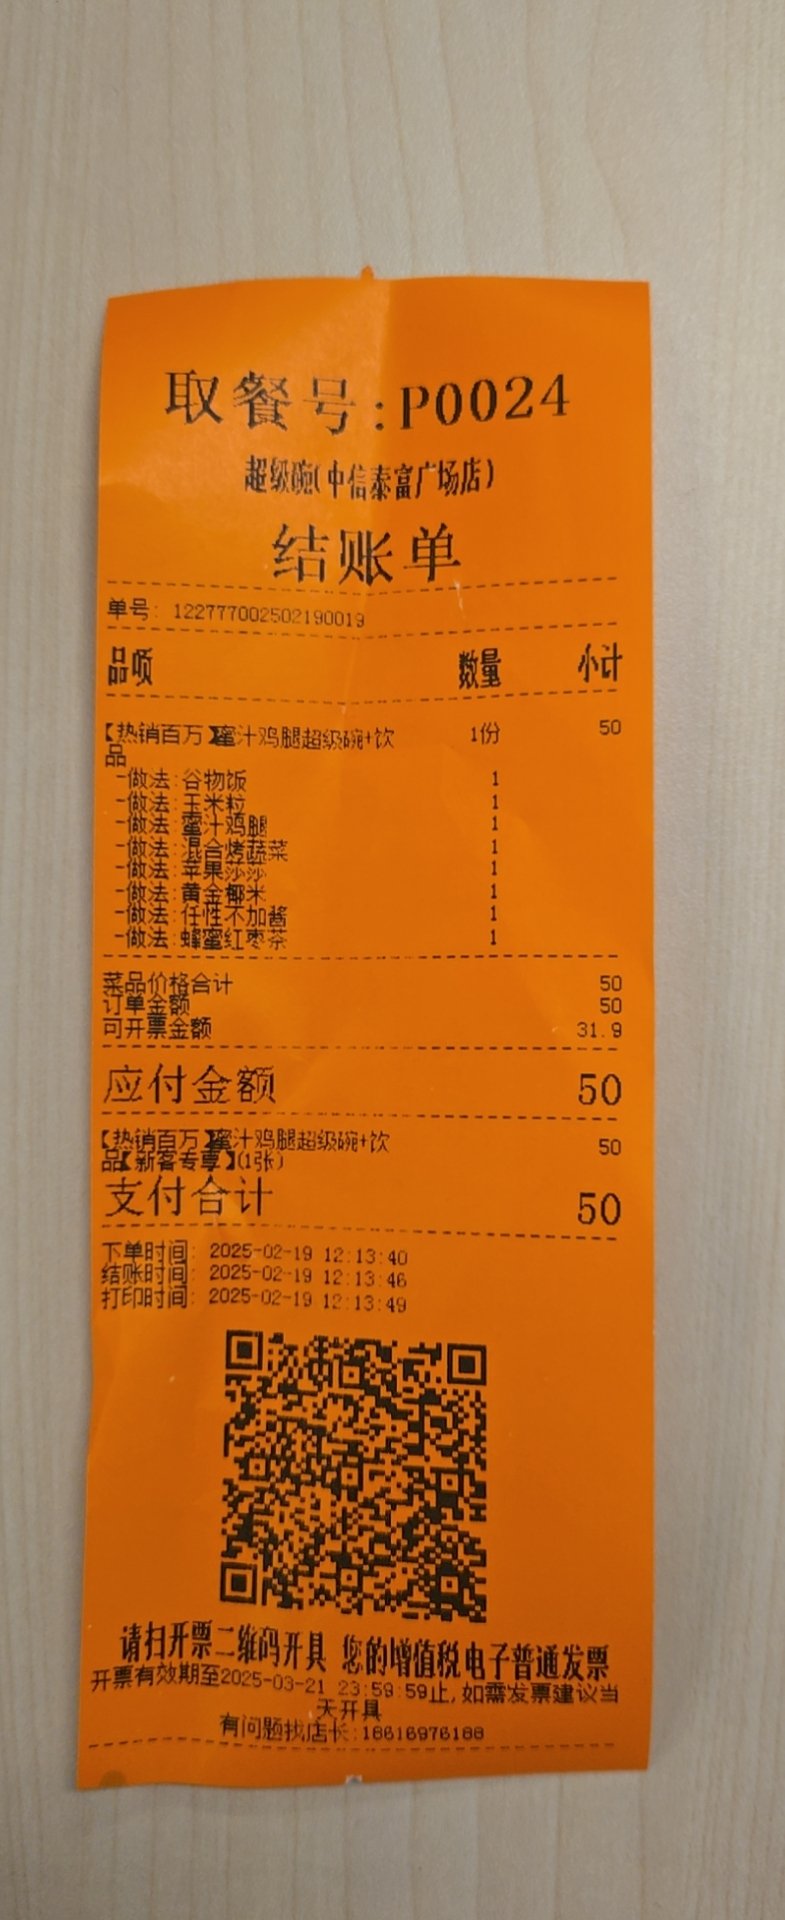 取餐号:P0024
超级碗(中信泰富广场店)
结账单
单号: 122777002502190019
品项 数量 小计
【热销百万】蜜汁鸡腿超级碗+饮 1份 50
品
-做法:谷物饭 1
-做法:玉米粒 1
-做法:蜜汁鸡腿 1
-做法:混合烤蔬菜 1
-做法:苹果莎莎 1
-做法:黄金椰米 1
-做法:任性不加酱 1
-做法:蜂蜜红枣茶 1
菜品价格合计 50
订单金额 50
可开票金额 31.9
应付金额 50
【热销百万】蜜汁鸡腿超级碗+饮 50
品【新客专享】(1张)
支付合计 50
下单时间: 2025-02-19 12:13:40
结账时间: 2025-02-19 12:13:46
打印时间: 2025-02-19 12:13:49
请扫开票二维码开具 您的增值税电子普通发票
开票有效期至2025-03-21 23:59:59止,如需发票建议当
天开具
有问题找店长:18616976188